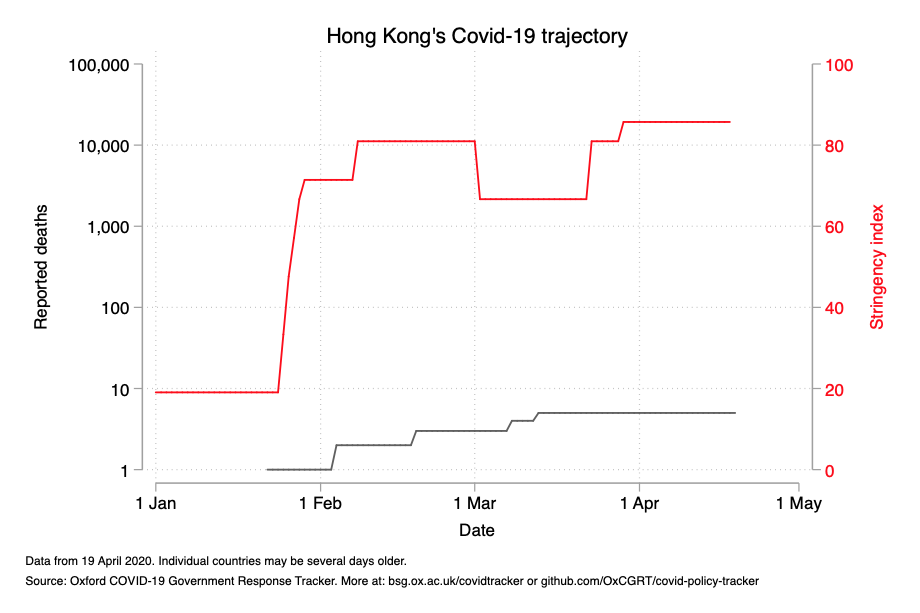 Hong Kong's Covid-19 trajectory
100,000
10,000
1,000
100
10
1
Reported deaths
100
80
60
40
20
0
Stringency index
1 Jan
1 Feb
1 Mar
1 Apr
1 May
Date
Data from 19 April 2020. Individual countries may be several days older.
Source: Oxford COVID-19 Government Response Tracker. More at: bsg.ox.ac.uk/covidtracker or github.com/OxCGRT/covid-policy-tracker